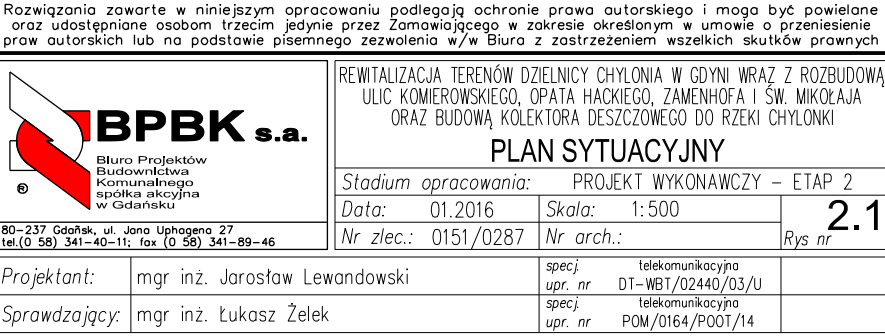 Rozwiązania zawarte w niniejszym opracowaniu podlegają ochronie prawa autorskiego i moga być powielane
oraz udostępniane osobom trzecim jedynie przez Zamawiającego w zakresie określonym w umowie o przeniesienie
praw autorskich lub na podstawie pisemnego zezwolenia w/w Biura z zastrzeżeniem wszelkich skutków prawnych
BPBK s.a.
Biuro Projektów
Budownictwa
Komunalnego
spółka akcyjna
w Gdańsku
®
80-237 Gdańsk, ul. Jana Uphagena 27
tel.(0 58) 341-40-11; fax (0 58) 341-89-46
REWITALIZACJA TERENÓW DZIELNICY CHYLONIA W GDYNI WRAZ Z ROZBUDOWĄ
ULIC KOMIEROWSKIEGO, OPATA HACKIEGO, ZAMENHOFA I ŚW. MIKOŁAJA
ORAZ BUDOWĄ KOLEKTORA DESZCZOWEGO DO RZEKI CHYLONKI
PLAN SYTUACYJNY
Stadium opracowania: PROJEKT WYKONAWCZY – ETAP 2
Data: 01.2016 Skala: 1:500
Nr zlec.: 0151/0287 Nr arch.: Rys nr 2.1
Projektant: mgr inż. Jarosław Lewandowski
specj. telekomunikacyjna
upr. nr DT-WBT/02440/03/U
Sprawdzający: mgr inż. Łukasz Żelek
specj. telekomunikacyjna
upr. nr POM/0164/POOT/14